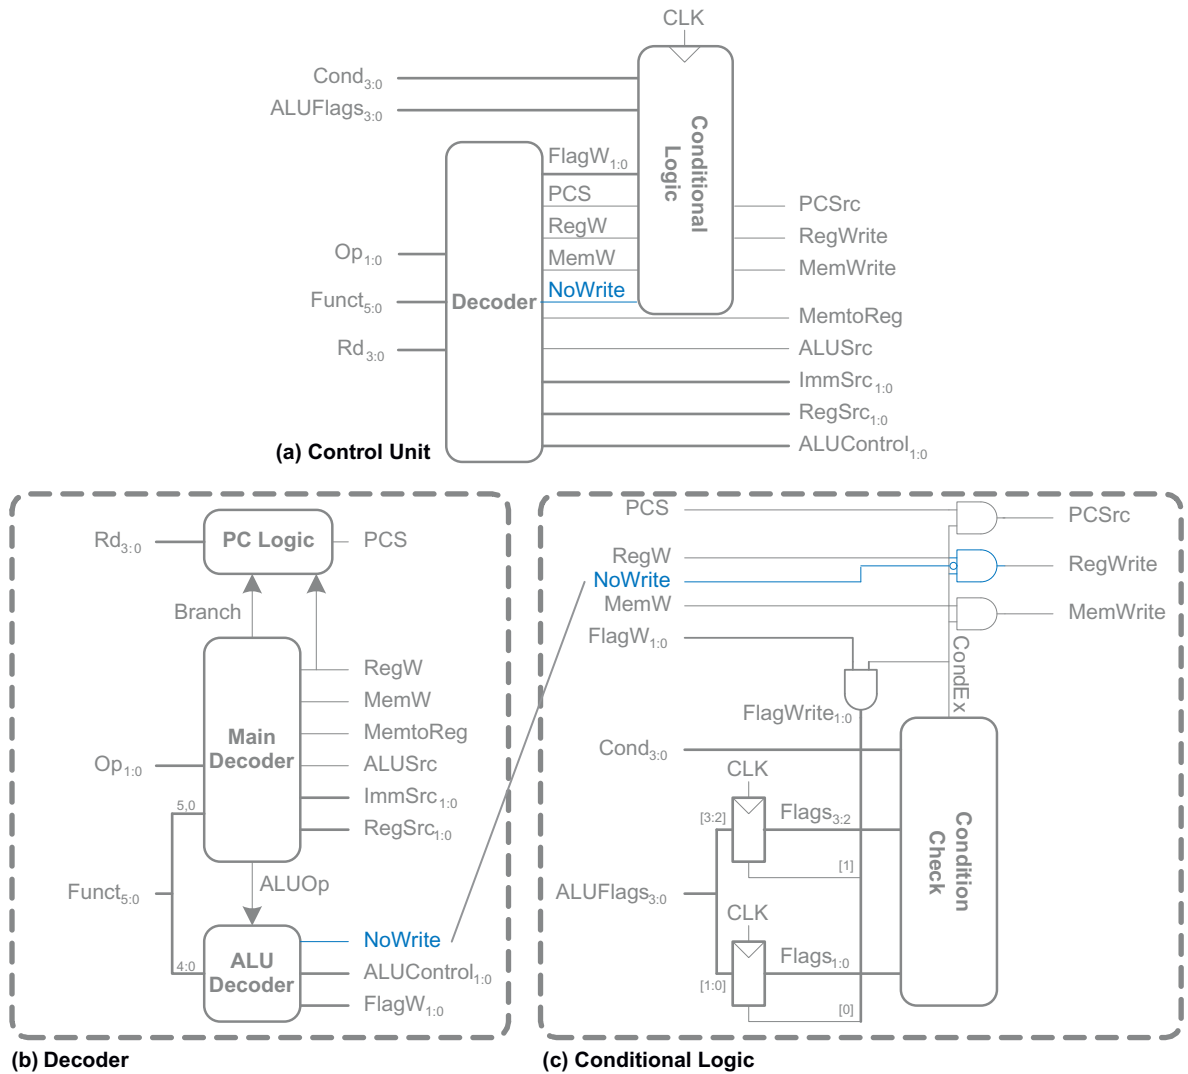 CLK
Cond3:0
ALUFlags3:0
Conditional
Logic
FlagW1:0
PCS
RegW
MemW
NoWrite
PCSrc
RegWrite
MemWrite
Op1:0
Funct5:0
Rd3:0
Decoder
MemtoReg
ALUSrc
ImmSrc1:0
RegSrc1:0
ALUControl1:0
(a) Control Unit
Rd3:0
PC Logic
PCS
Branch
RegW
MemW
MemtoReg
ALUSrc
ImmSrc1:0
RegSrc1:0
Main
Decoder
Op1:0
5,0
Funct5:0
ALUOp
4:0
ALU
Decoder
NoWrite
ALUControl1:0
FlagW1:0
(b) Decoder
PCS
PCSrc
RegW
NoWrite
RegWrite
MemW
MemWrite
FlagW1:0
CondEx
FlagWrite1:0
Cond3:0
CLK
[3:2]
Flags3:2
[1]
ALUFlags3:0
CLK
[1:0]
Flags1:0
[0]
Condition
Check
(c) Conditional Logic